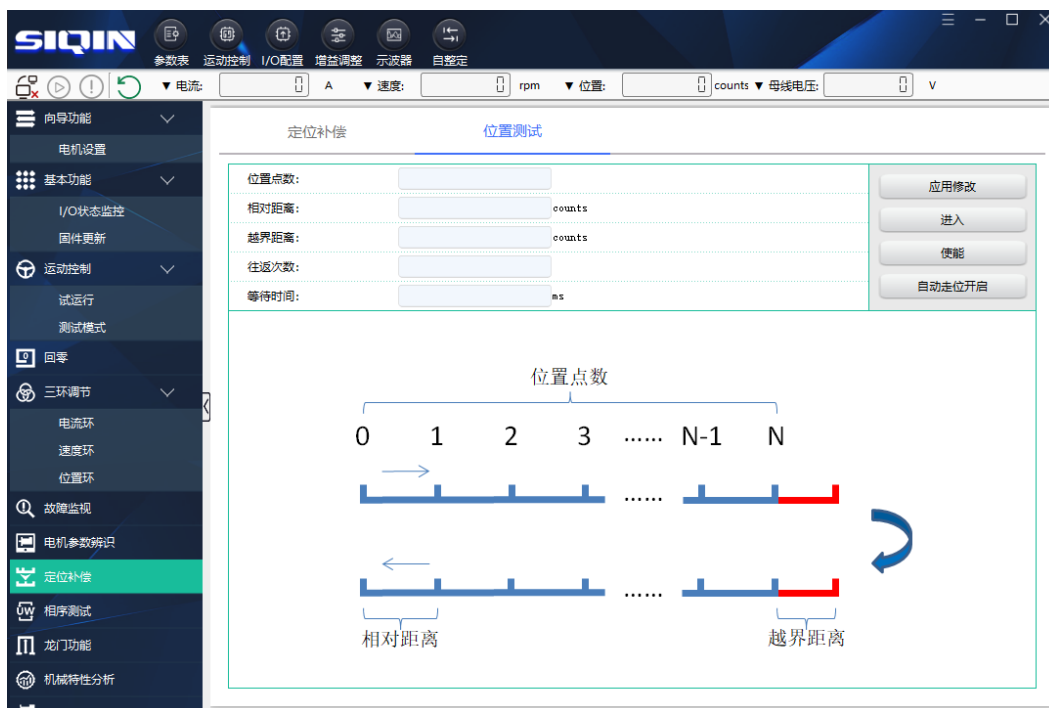 SIQIN
参数表 运动控制 I/O配置 增益调整 示波器 自整定
▼ 电流: 0 A ▼ 速度: 0 rpm ▼ 位置: 0 counts ▼ 母线电压: 0 V
向导功能
电机设置
基本功能
I/O状态监控
固件更新
运动控制
试运行
测试模式
回零
三环调节
电流环
速度环
位置环
故障监视
电机参数辨识
定位补偿
相序测试
龙门功能
机械特性分析
定位补偿 位置测试
位置点数:
相对距离: counts
越界距离: counts
往返次数:
等待时间: ms
应用修改
进入
使能
自动走位开启
位置点数
0 1 2 3 …… N-1 N
……
……
相对距离 越界距离